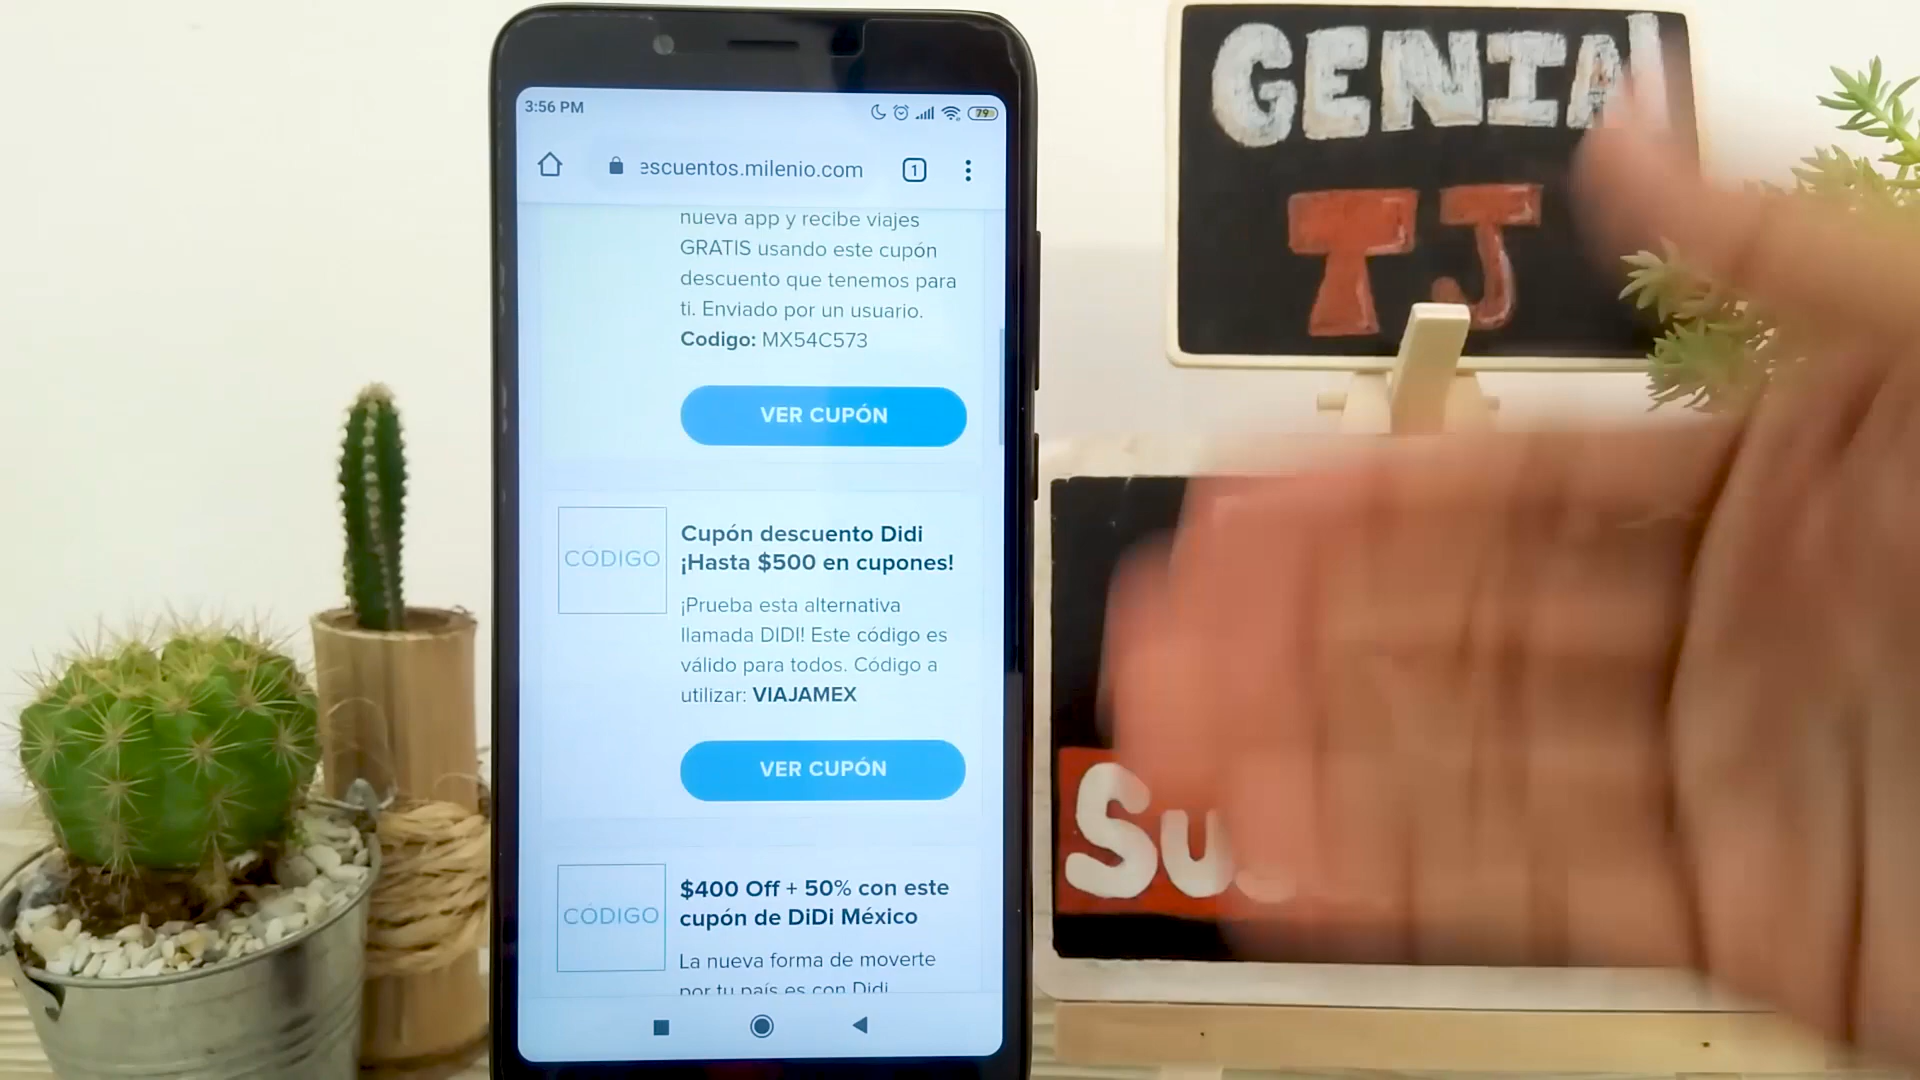 3:56 PM
79
escuentos.milenio.com
1
nueva app y recibe viajes
GRATIS usando este cupón
descuento que tenemos para
ti. Enviado por un usuario.
Codigo: MX54C573
VER CUPÓN
CÓDIGO
Cupón descuento Didi
¡Hasta $500 en cupones!
¡Prueba esta alternativa
llamada DIDI! Este código es
válido para todos. Código a
utilizar: VIAJAMEX
VER CUPÓN
CÓDIGO
$400 Off + 50% con este
cupón de DiDi México
La nueva forma de moverte
por tu país es con Didi
GENIAL
TJ
Sus